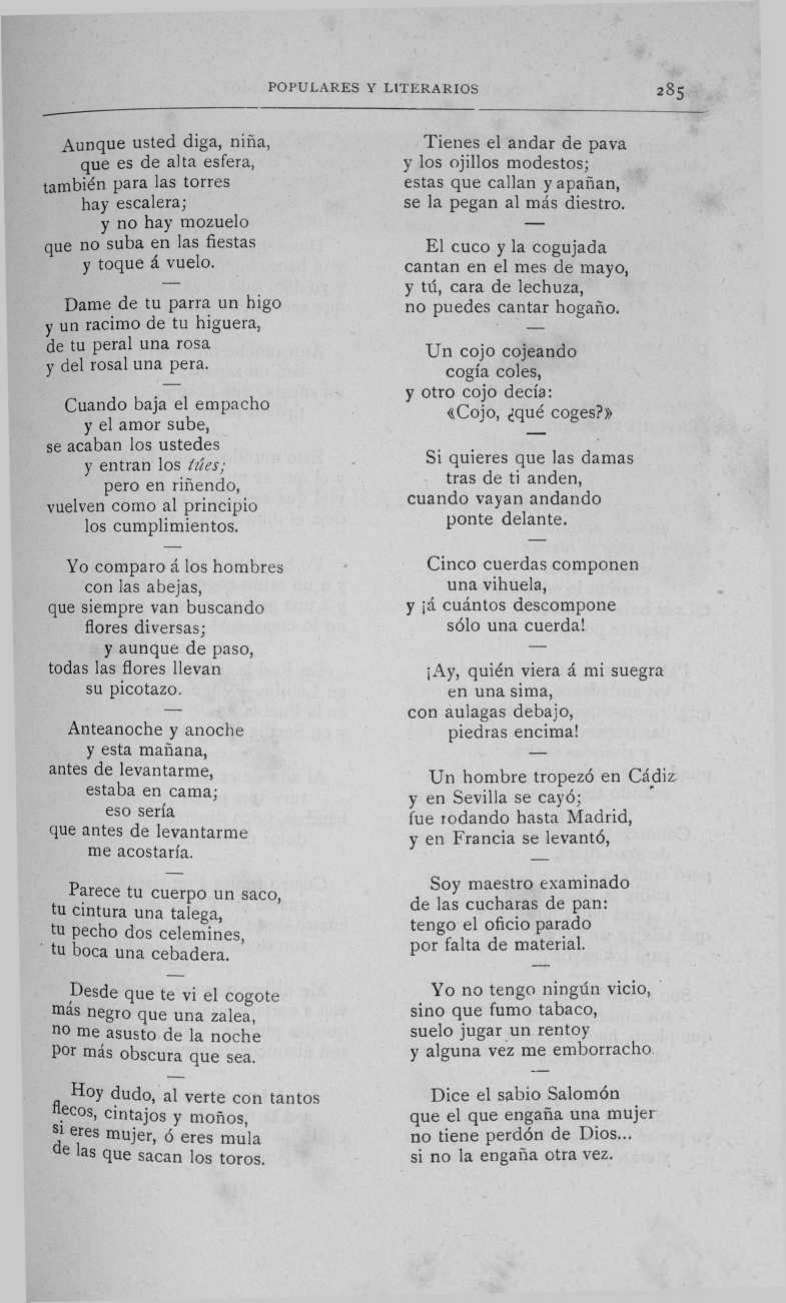 POPULARES Y LITERARIOS 285
Aunque usted diga, niña,
que es de alta esfera,
también para las torres
hay escalera;
y no hay mozuelo
que no suba en las fiestas
y toque á vuelo.
—
Dame de tu parra un higo
y un racimo de tu higuera,
de tu peral una rosa
y del rosal una pera.
—
Cuando baja el empacho
y el amor sube,
se acaban los ustedes
y entran los túes;
pero en riñendo,
vuelven como al principio
los cumplimientos.
—
Yo comparo á los hombres
con las abejas,
que siempre van buscando
flores diversas;
y aunque de paso,
todas las flores llevan
su picotazo.
—
Anteanoche y anoche
y esta mañana,
antes de levantarme,
estaba en cama;
eso sería
que antes de levantarme
me acostaría.
—
Parece tu cuerpo un saco,
tu cintura una talega,
tu pecho dos celemines,
tu boca una cebadera.
—
Desde que te vi el cogote
más negro que una zalea,
no me asusto de la noche
por más obscura que sea.
—
Hoy dudo, al verte con tantos
flecos, cintajos y moños,
si eres mujer, ó eres mula
de las que sacan los toros.
Tienes el andar de pava
y los ojillos modestos;
estas que callan y apañan,
se la pegan al más diestro.
—
El cuco y la cogujada
cantan en el mes de mayo,
y tú, cara de lechuza,
no puedes cantar hogaño.
—
Un cojo cojeando
cogía coles,
y otro cojo decía:
«Cojo, ¿qué coges?»
—
Si quieres que las damas
tras de ti anden,
cuando vayan andando
ponte delante.
—
Cinco cuerdas componen
una vihuela,
y ¡á cuántos descompone
sólo una cuerda!
—
¡Ay, quién viera á mi suegra
en una sima,
con aulagas debajo,
piedras encima!
—
Un hombre tropezó en Cádiz
y en Sevilla se cayó;
fue rodando hasta Madrid,
y en Francia se levantó,
—
Soy maestro examinado
de las cucharas de pan:
tengo el oficio parado
por falta de material.
—
Yo no tengo ningún vicio,
sino que fumo tabaco,
suelo jugar un rentoy
y alguna vez me emborracho.
—
Dice el sabio Salomón
que el que engaña una mujer
no tiene perdón de Dios...
si no la engaña otra vez.